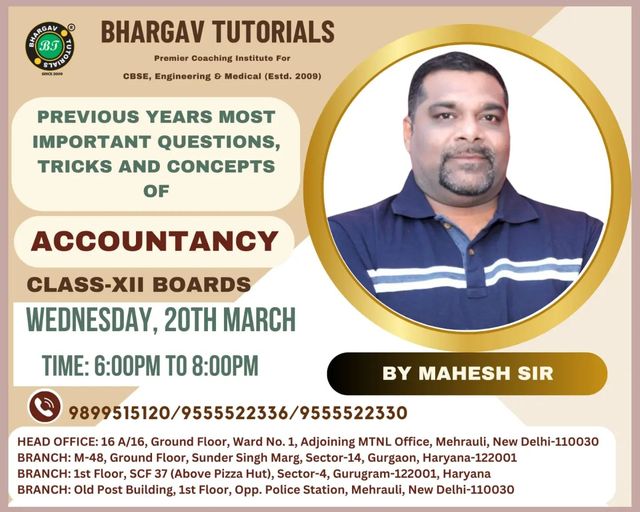 BHARGAV TUTORIALS
BT
SINCE 2009
BHARGAV TUTORIALS
Premier Coaching Institute For
CBSE, Engineering & Medical (Estd. 2009)
PREVIOUS YEARS MOST
IMPORTANT QUESTIONS,
TRICKS AND CONCEPTS
OF
ACCOUNTANCY
CLASS-XII BOARDS
WEDNESDAY, 20TH MARCH
TIME: 6:00PM TO 8:00PM
BY MAHESH SIR
9899515120/9555522336/9555522330
HEAD OFFICE: 16 A/16, Ground Floor, Ward No. 1, Adjoining MTNL Office, Mehrauli, New Delhi-110030
BRANCH: M-48, Ground Floor, Sunder Singh Marg, Sector-14, Gurgaon, Haryana-122001
BRANCH: 1st Floor, SCF 37 (Above Pizza Hut), Sector-4, Gurugram-122001, Haryana
BRANCH: Old Post Building, 1st Floor, Opp. Police Station, Mehrauli, New Delhi-110030